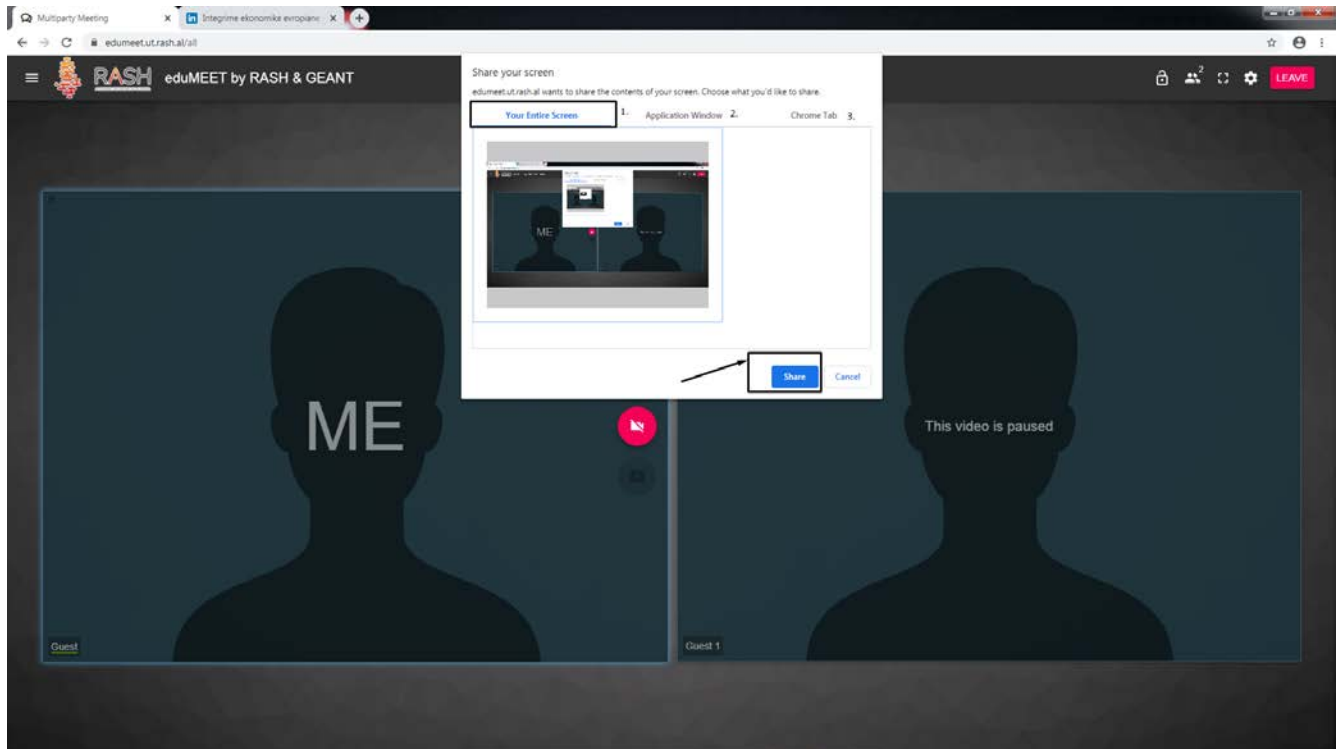 Multiparty Meeting
Integrime ekonomike evropiane
edumeet.ut.rash.al/all
RASH eduMEET by RASH & GEANT
2
LEAVE
Share your screen
edumeet.ut.rash.al wants to share the contents of your screen. Choose what you'd like to share.
Your Entire Screen 1. Application Window 2. Chrome Tab 3.
ME
Share Cancel
ME
This video is paused
Guest
Guest 1